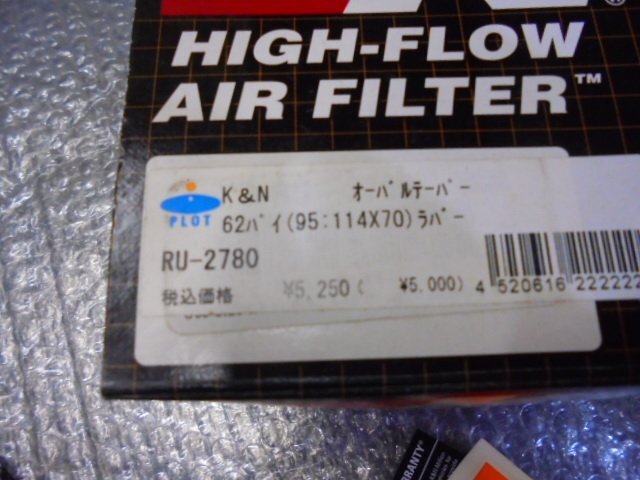 HIGH-FLOW
AIR FILTER™
PLOT
K&N オーバルテーパー
62パイ(95:114X70)ラバー
RU-2780
税込価格 ¥5,250( ¥5,000)
4 520616 222222
RANTY®